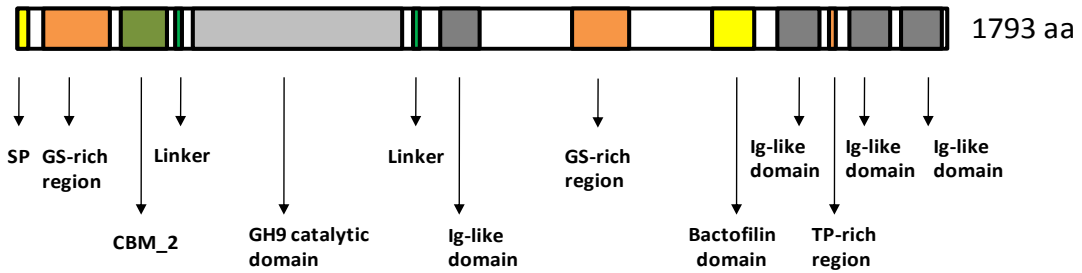 1793 aa
SP
GS-rich
region
CBM_2
Linker
GH9 catalytic
domain
Linker
Ig-like
domain
GS-rich
region
Bactofilin
domain
Ig-like
domain
TP-rich
region
Ig-like
domain
Ig-like
domain